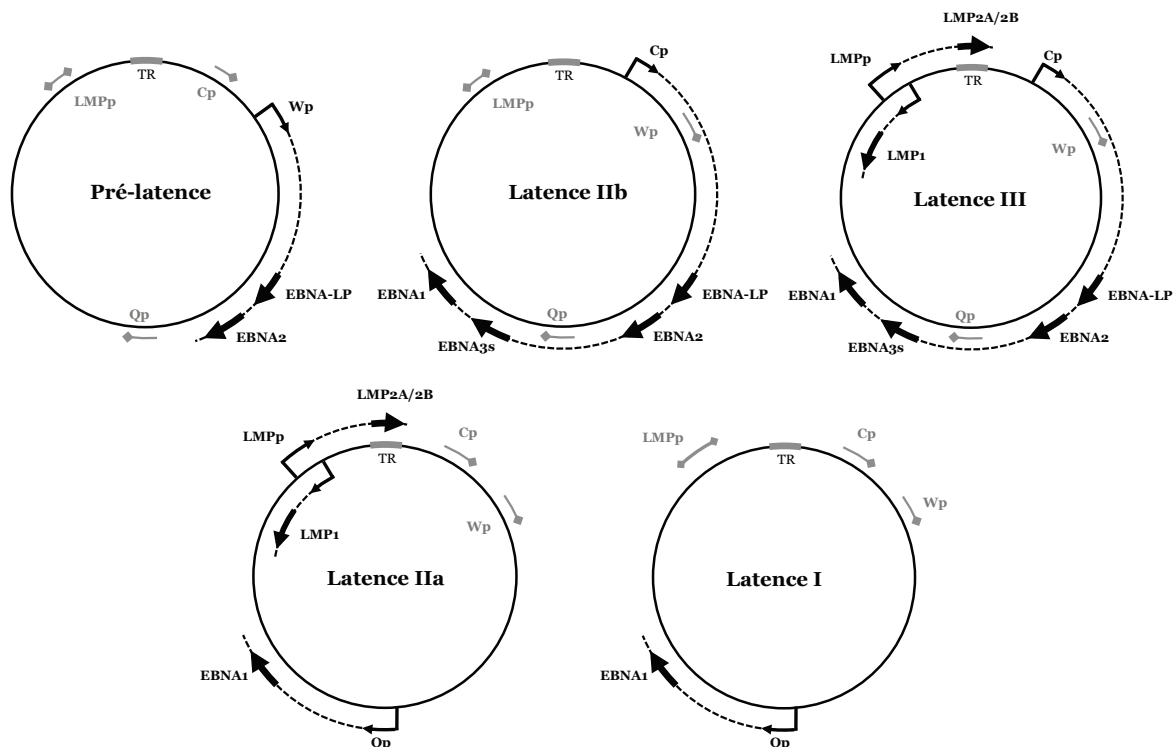 TR
Cp
LMPp
Wp
Pré-latence
EBNA-LP
Qp
EBNA2
Cp
TR
LMPp
Wp
Latence IIb
EBNA1
EBNA-LP
Qp
EBNA3s
EBNA2
LMP2A/2B
LMPp
Cp
TR
LMP1
Wp
Latence III
EBNA1
EBNA-LP
Qp
EBNA3s
EBNA2
LMP2A/2B
LMPp
Cp
TR
Wp
LMP1
Latence IIa
EBNA1
Qp
LMPp
Cp
TR
Wp
Latence I
EBNA1
Qp